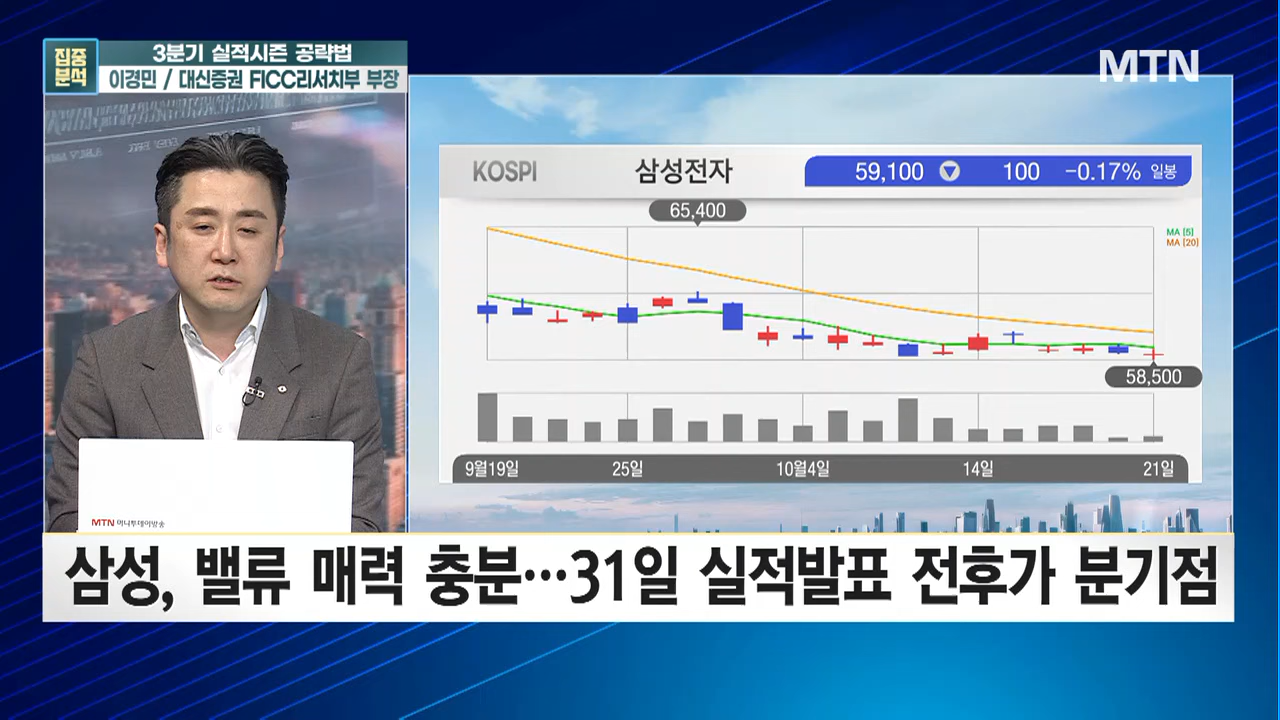 집중
분석
3분기 실적시즌 공략법
이경민 / 대신증권 FICC리서치부 부장
MTN
KOSPI 삼성전자 59,100 ▼ 100 -0.17% 일봉
65,400
MA [5]
MA [20]
58,500
9월19일 25일 10월4일 14일 21일
MTN 머니투데이방송
삼성, 밸류 매력 충분…31일 실적발표 전후가 분기점